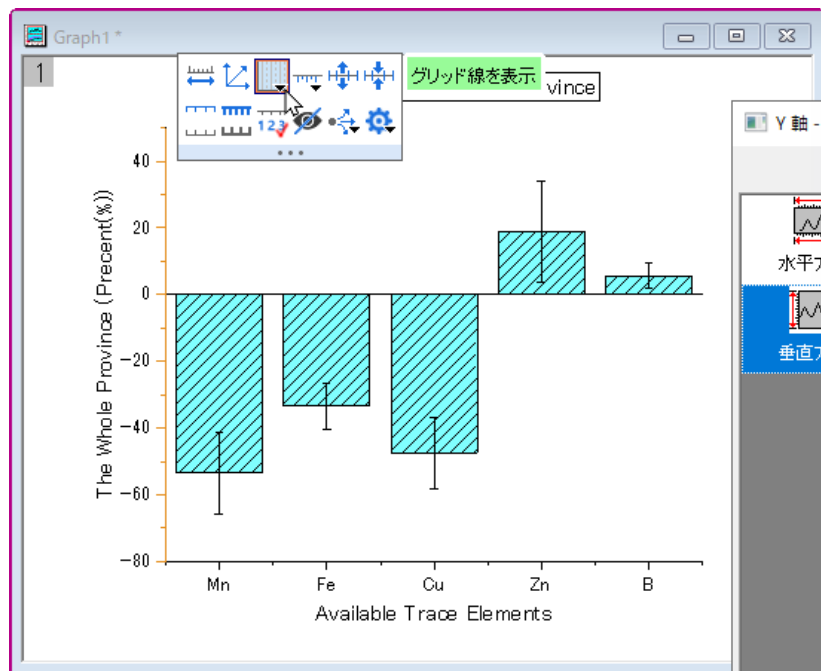 Graph1 *
1
グリッド線を表示
vince
123
Y 軸 -
水平
垂直
40
20
0
-20
-40
-60
-80
The Whole Province (Precent(%))
Mn Fe Cu Zn B
Available Trace Elements